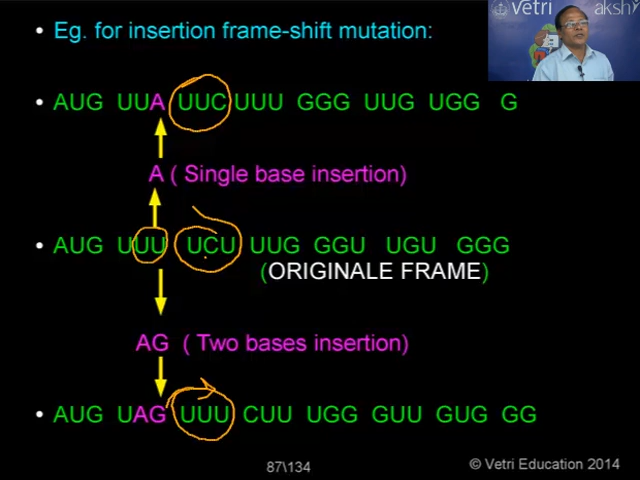 • Eg. for insertion frame-shift mutation:
vetri
aksh
Vetri Education
• AUG UUA UUC UUU GGG UUG UGG G
A ( Single base insertion)
• AUG UUU UCU UUG GGU UGU GGG
(ORIGINALE FRAME)
AG ( Two bases insertion)
• AUG UAG UUU CUU UGG GUU GUG GG
87\134
© Vetri Education 2014